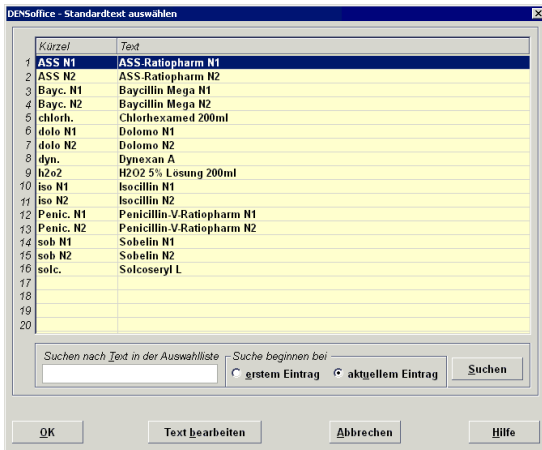 DENSoffice - Standardtext auswählen
Kürzel Text
1 ASS N1 ASS-Ratiopharm N1
2 ASS N2 ASS-Ratiopharm N2
3 Bayc. N1 Baycillin Mega N1
4 Bayc. N2 Baycillin Mega N2
5 chlorh. Chlorhexamed 200ml
6 dolo N1 Dolomo N1
7 dolo N2 Dolomo N2
8 dyn. Dynexan A
9 h2o2 H2O2 5% Lösung 200ml
10 iso N1 Isocillin N1
11 iso N2 Isocillin N2
12 Penic. N1 Penicillin-V-Ratiopharm N1
13 Penic. N2 Penicillin-V-Ratiopharm N2
14 sob N1 Sobelin N1
15 sob N2 Sobelin N2
16 solc. Solcoseryl L
17
18
19
20
Suchen nach Text in der Auswahlliste Suche beginnen bei
erstem Eintrag aktuellem Eintrag Suchen
OK Text bearbeiten Abbrechen Hilfe